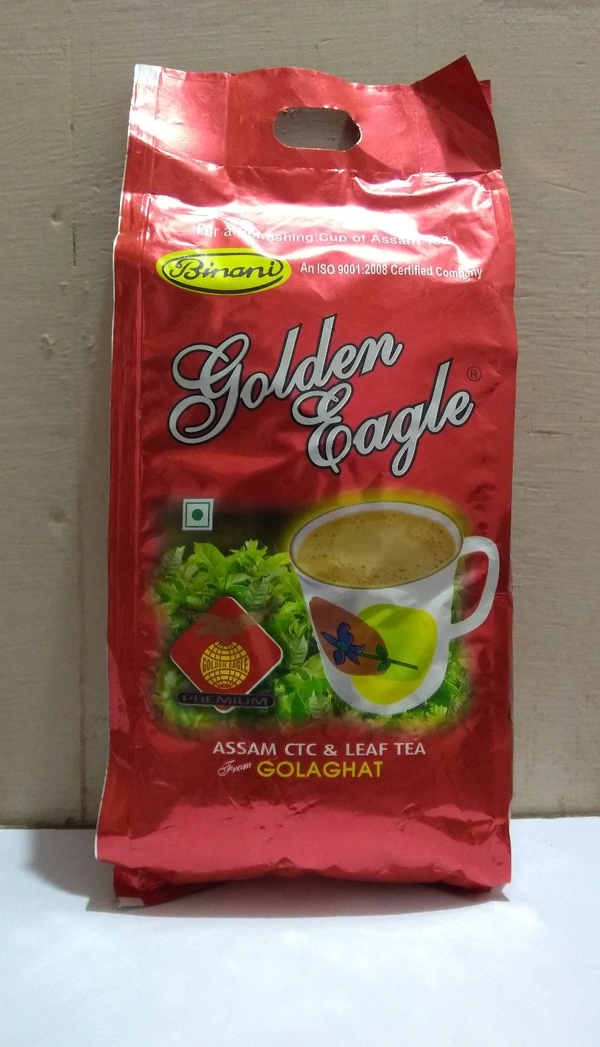 For a Refreshing Cup of Assam Tea
Binani
An ISO 9001:2008 Certified Company
Golden
Eagle
®
GOLDEN EAGLE
PREMIUM
ASSAM CTC & LEAF TEA
From GOLAGHAT